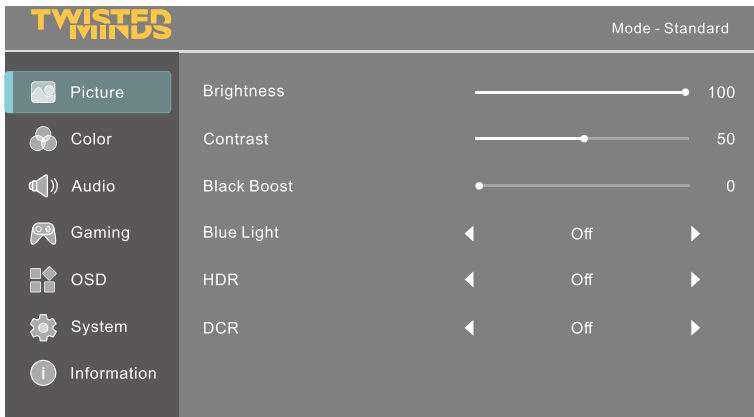 TWISTED
MINDS
Mode - Standard
Picture
Brightness 100
Color
Contrast 50
Audio
Black Boost 0
Gaming
Blue Light Off
OSD
HDR Off
System
DCR Off
i Information